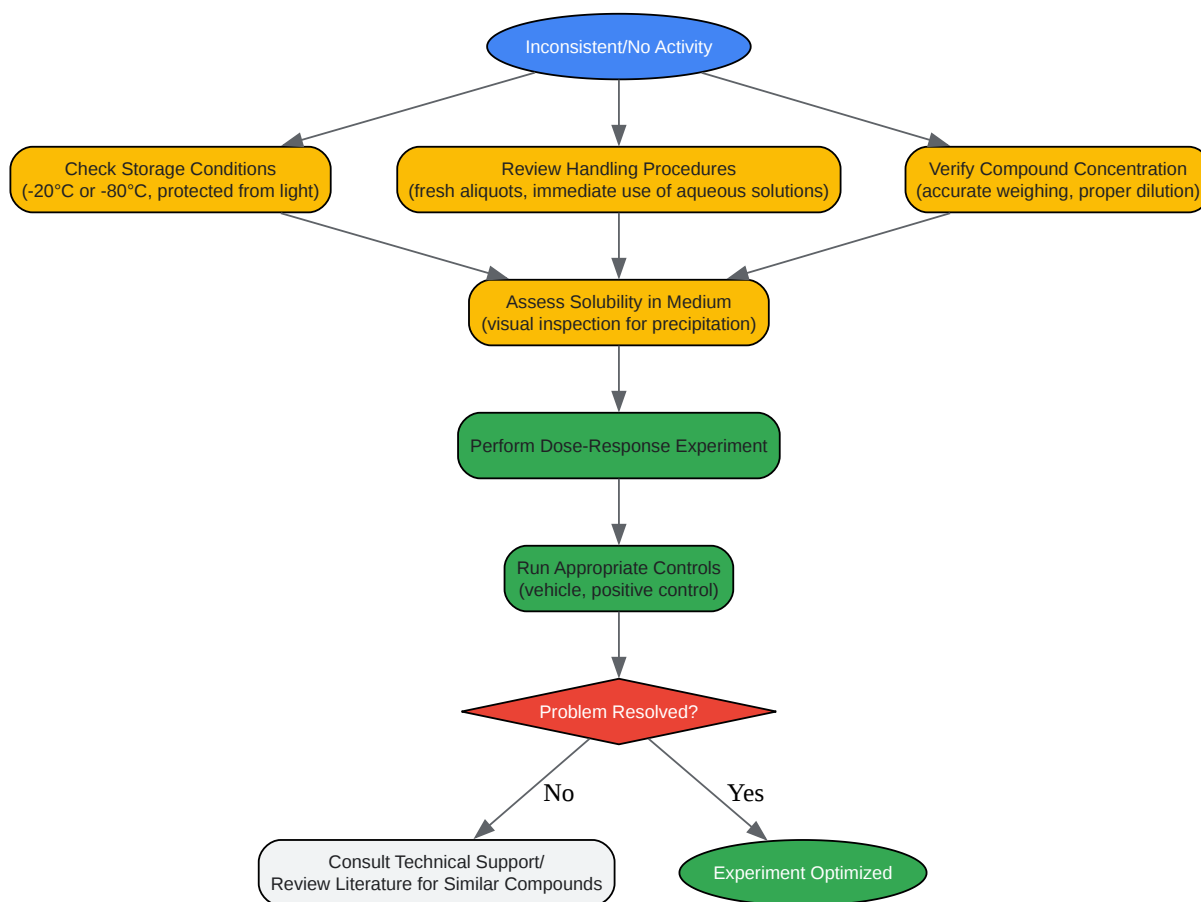 Inconsistent/No Activity
Check Storage Conditions
(-20°C or -80°C, protected from light)
Review Handling Procedures
(fresh aliquots, immediate use of aqueous solutions)
Verify Compound Concentration
(accurate weighing, proper dilution)
Assess Solubility in Medium
(visual inspection for precipitation)
Perform Dose-Response Experiment
Run Appropriate Controls
(vehicle, positive control)
Problem Resolved?
No
Yes
Consult Technical Support/
Review Literature for Similar Compounds
Experiment Optimized